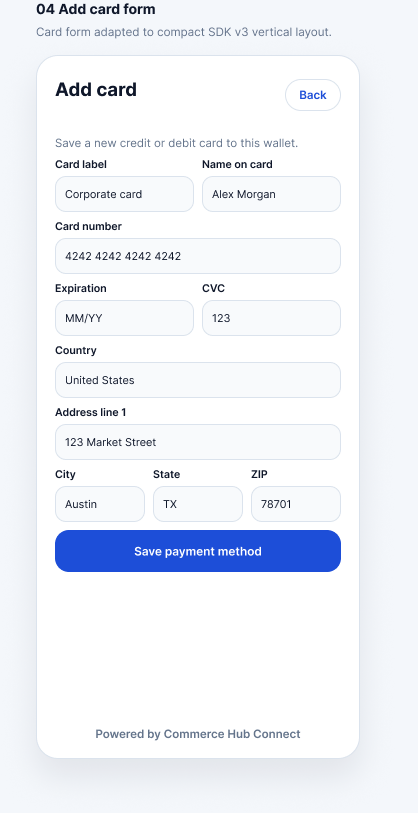 04 Add card form
Card form adapted to compact SDK v3 vertical layout.
Add card
Back
Save a new credit or debit card to this wallet.
Card label
Name on card
Corporate card
Alex Morgan
Card number
4242 4242 4242 4242
Expiration
CVC
MM/YY
123
Country
United States
Address line 1
123 Market Street
City
State
ZIP
Austin
TX
78701
Save payment method
Powered by Commerce Hub Connect